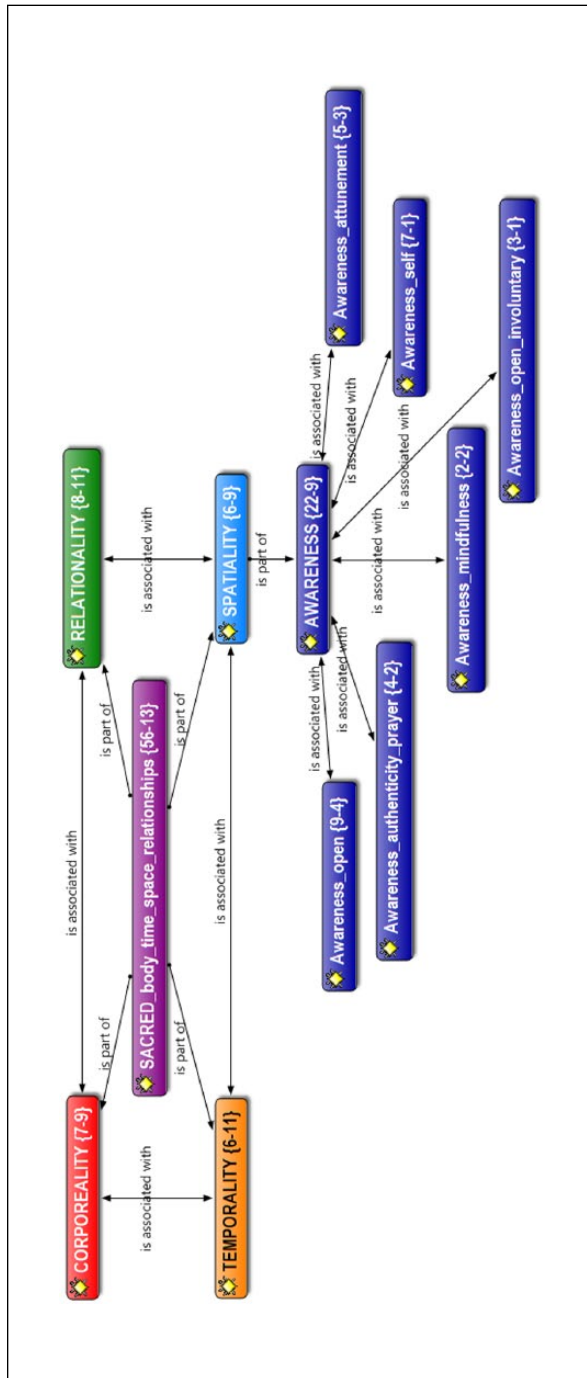 CORPOREALITY {7-9}
is associated with
RELATIONALITY {8-11}
is part of
is part of
is associated with
SACRED_body_time_space_relationships {56-13}
is associated with
is part of
is part of
is associated with
TEMPORALITY {6-11}
SPATIALITY {6-9}
is part of
AWARENESS {22-9}
is associated with
is associated with
Awareness_open {9-4}
is associated with
is associated with
Awareness_attunement {5-3}
is associated with
is associated with
Awareness_authenticity_prayer {4-2}
Awareness_self {7-1}
Awareness_mindfulness {2-2}
Awareness_open_involuntary {3-1}